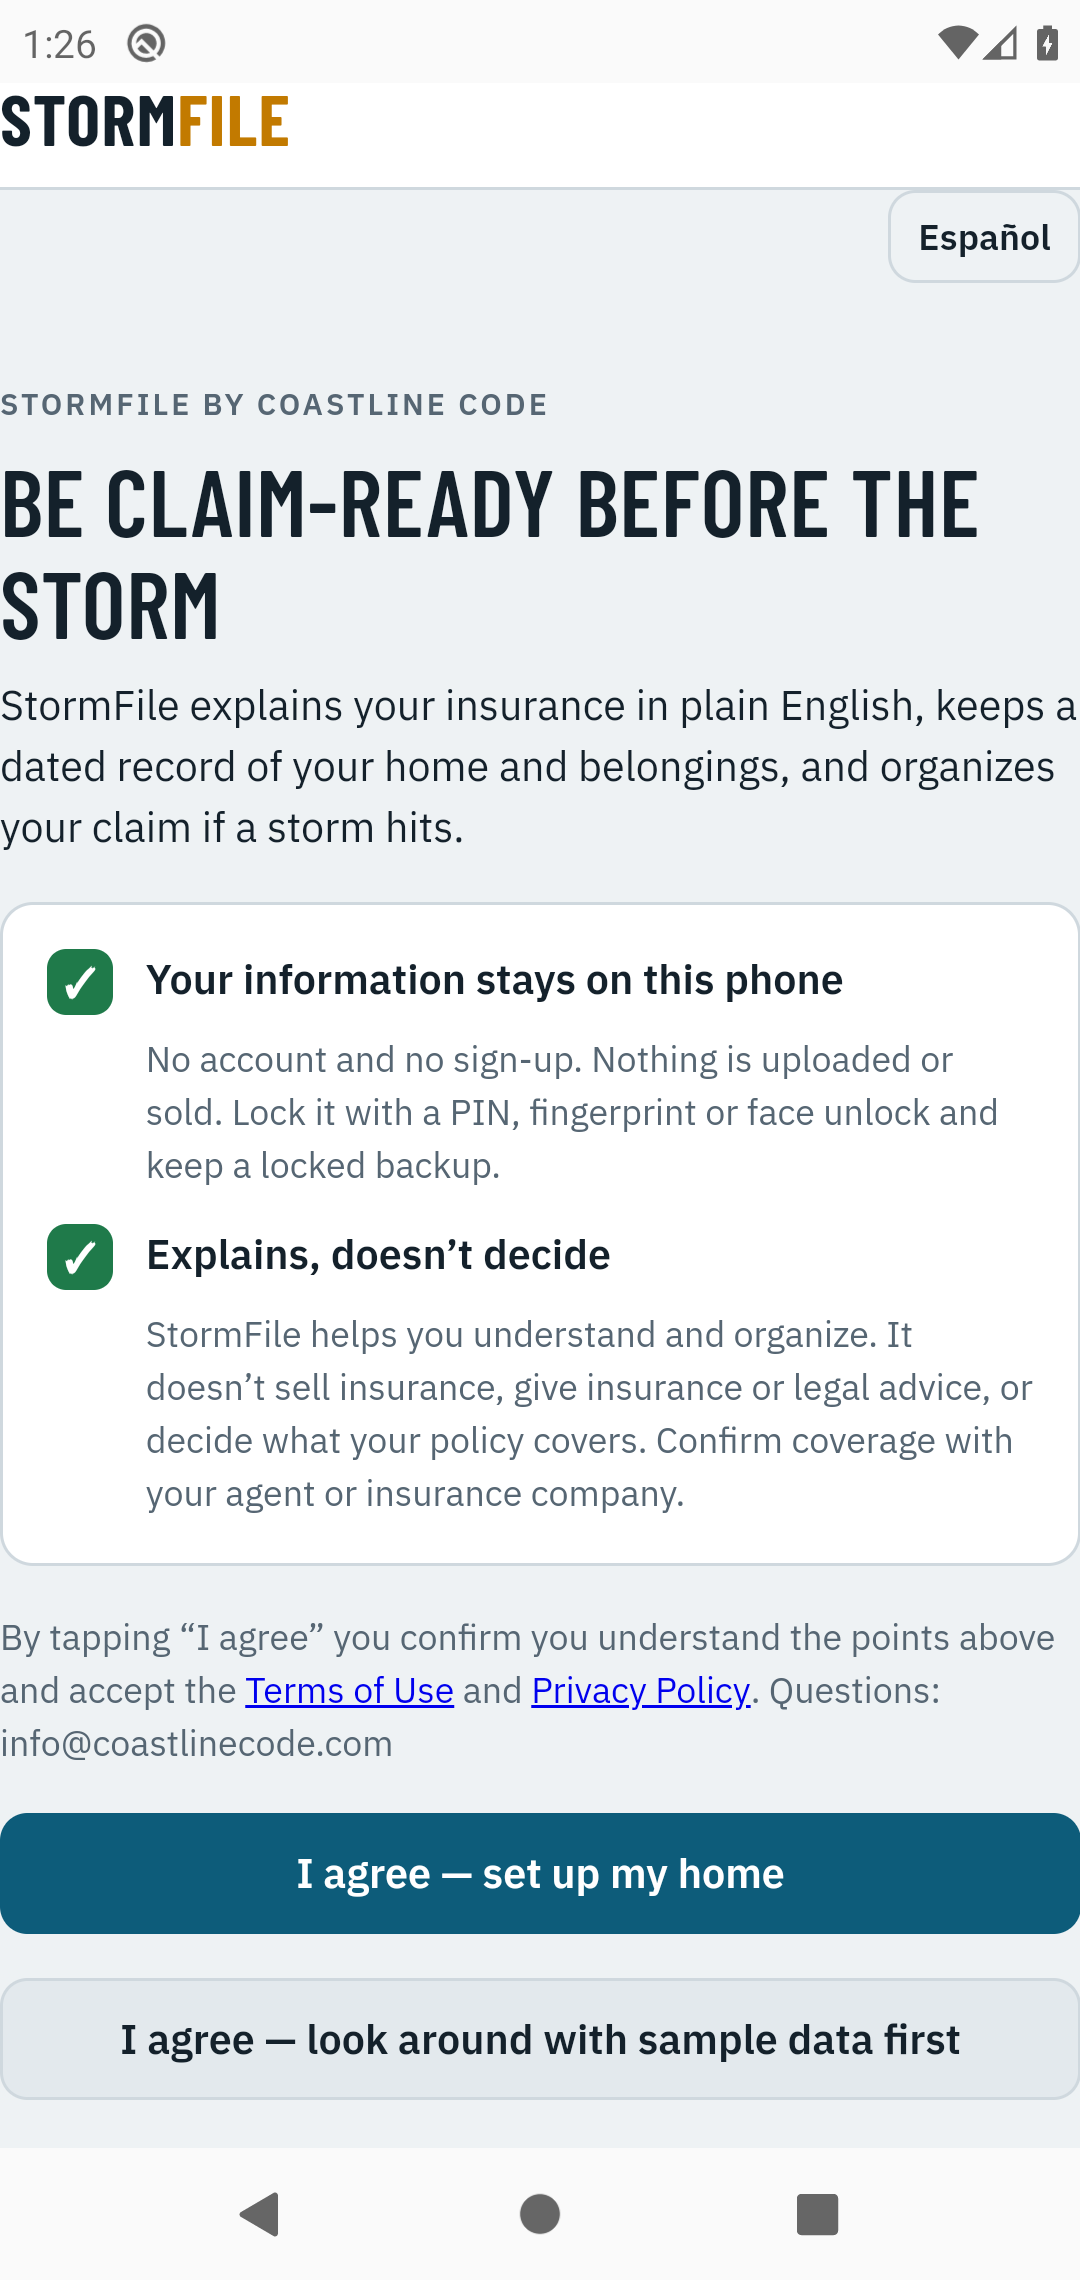 1:26
STORMFILE
Español
STORMFILE BY COASTLINE CODE
BE CLAIM-READY BEFORE THE
STORM
StormFile explains your insurance in plain English, keeps a
dated record of your home and belongings, and organizes
your claim if a storm hits.
✓ Your information stays on this phone
No account and no sign-up. Nothing is uploaded or
sold. Lock it with a PIN, fingerprint or face unlock and
keep a locked backup.
✓ Explains, doesn’t decide
StormFile helps you understand and organize. It
doesn’t sell insurance, give insurance or legal advice, or
decide what your policy covers. Confirm coverage with
your agent or insurance company.
By tapping “I agree” you confirm you understand the points above
and accept the Terms of Use and Privacy Policy. Questions:
info@coastlinecode.com
I agree — set up my home
I agree — look around with sample data first